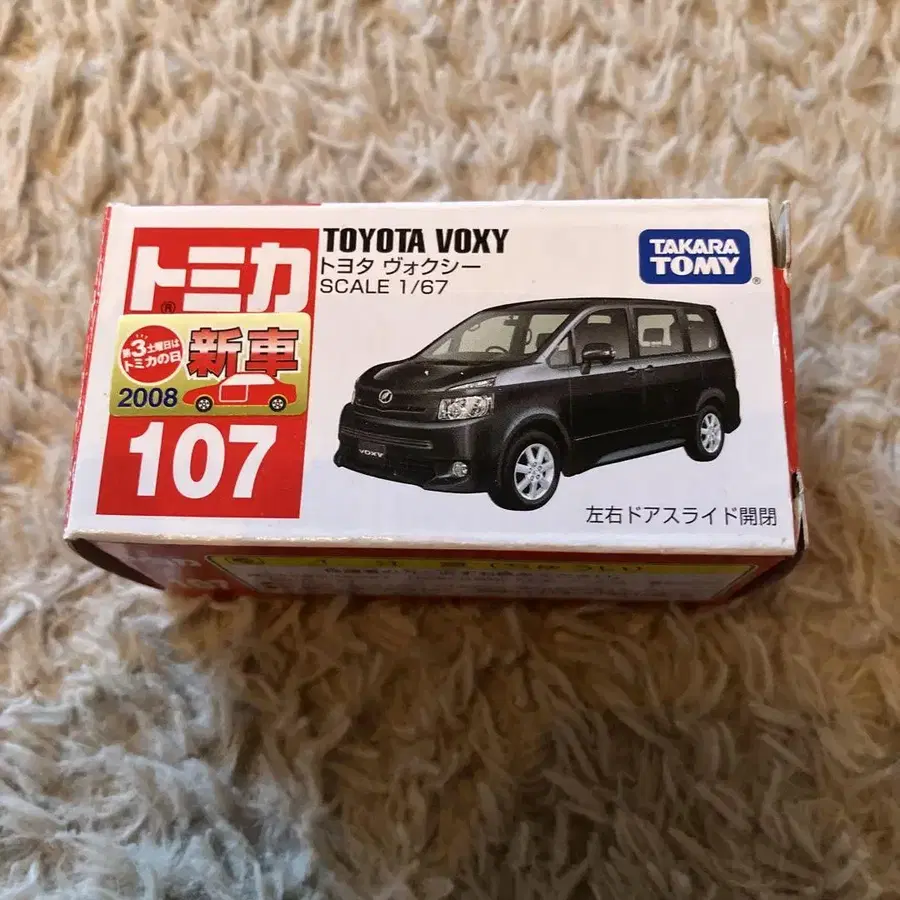 トミカ
®
第3土曜日は
トミカの日
新車
2008
107
TOYOTA VOXY
トヨタ ヴォクシー
SCALE 1/67
TAKARA
TOMY®
VOXY
左右ドアスライド開閉